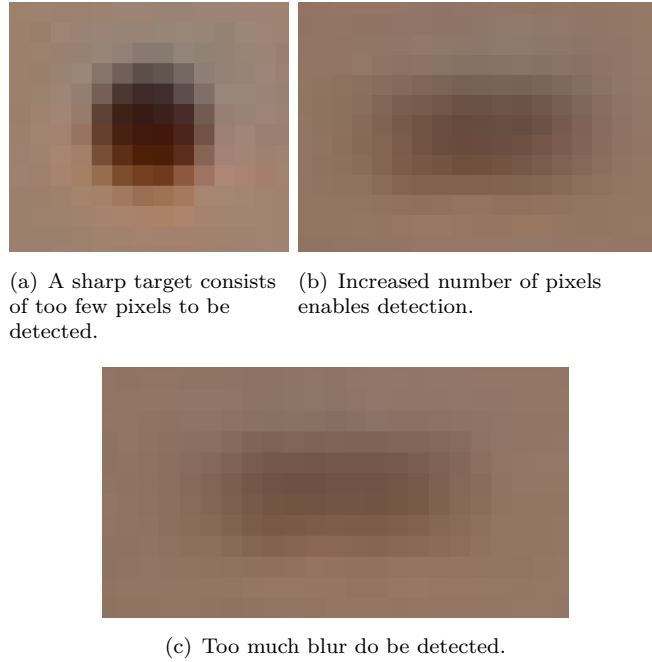 (a) A sharp target consists
of too few pixels to be
detected.
(b) Increased number of pixels
enables detection.
(c) Too much blur do be detected.